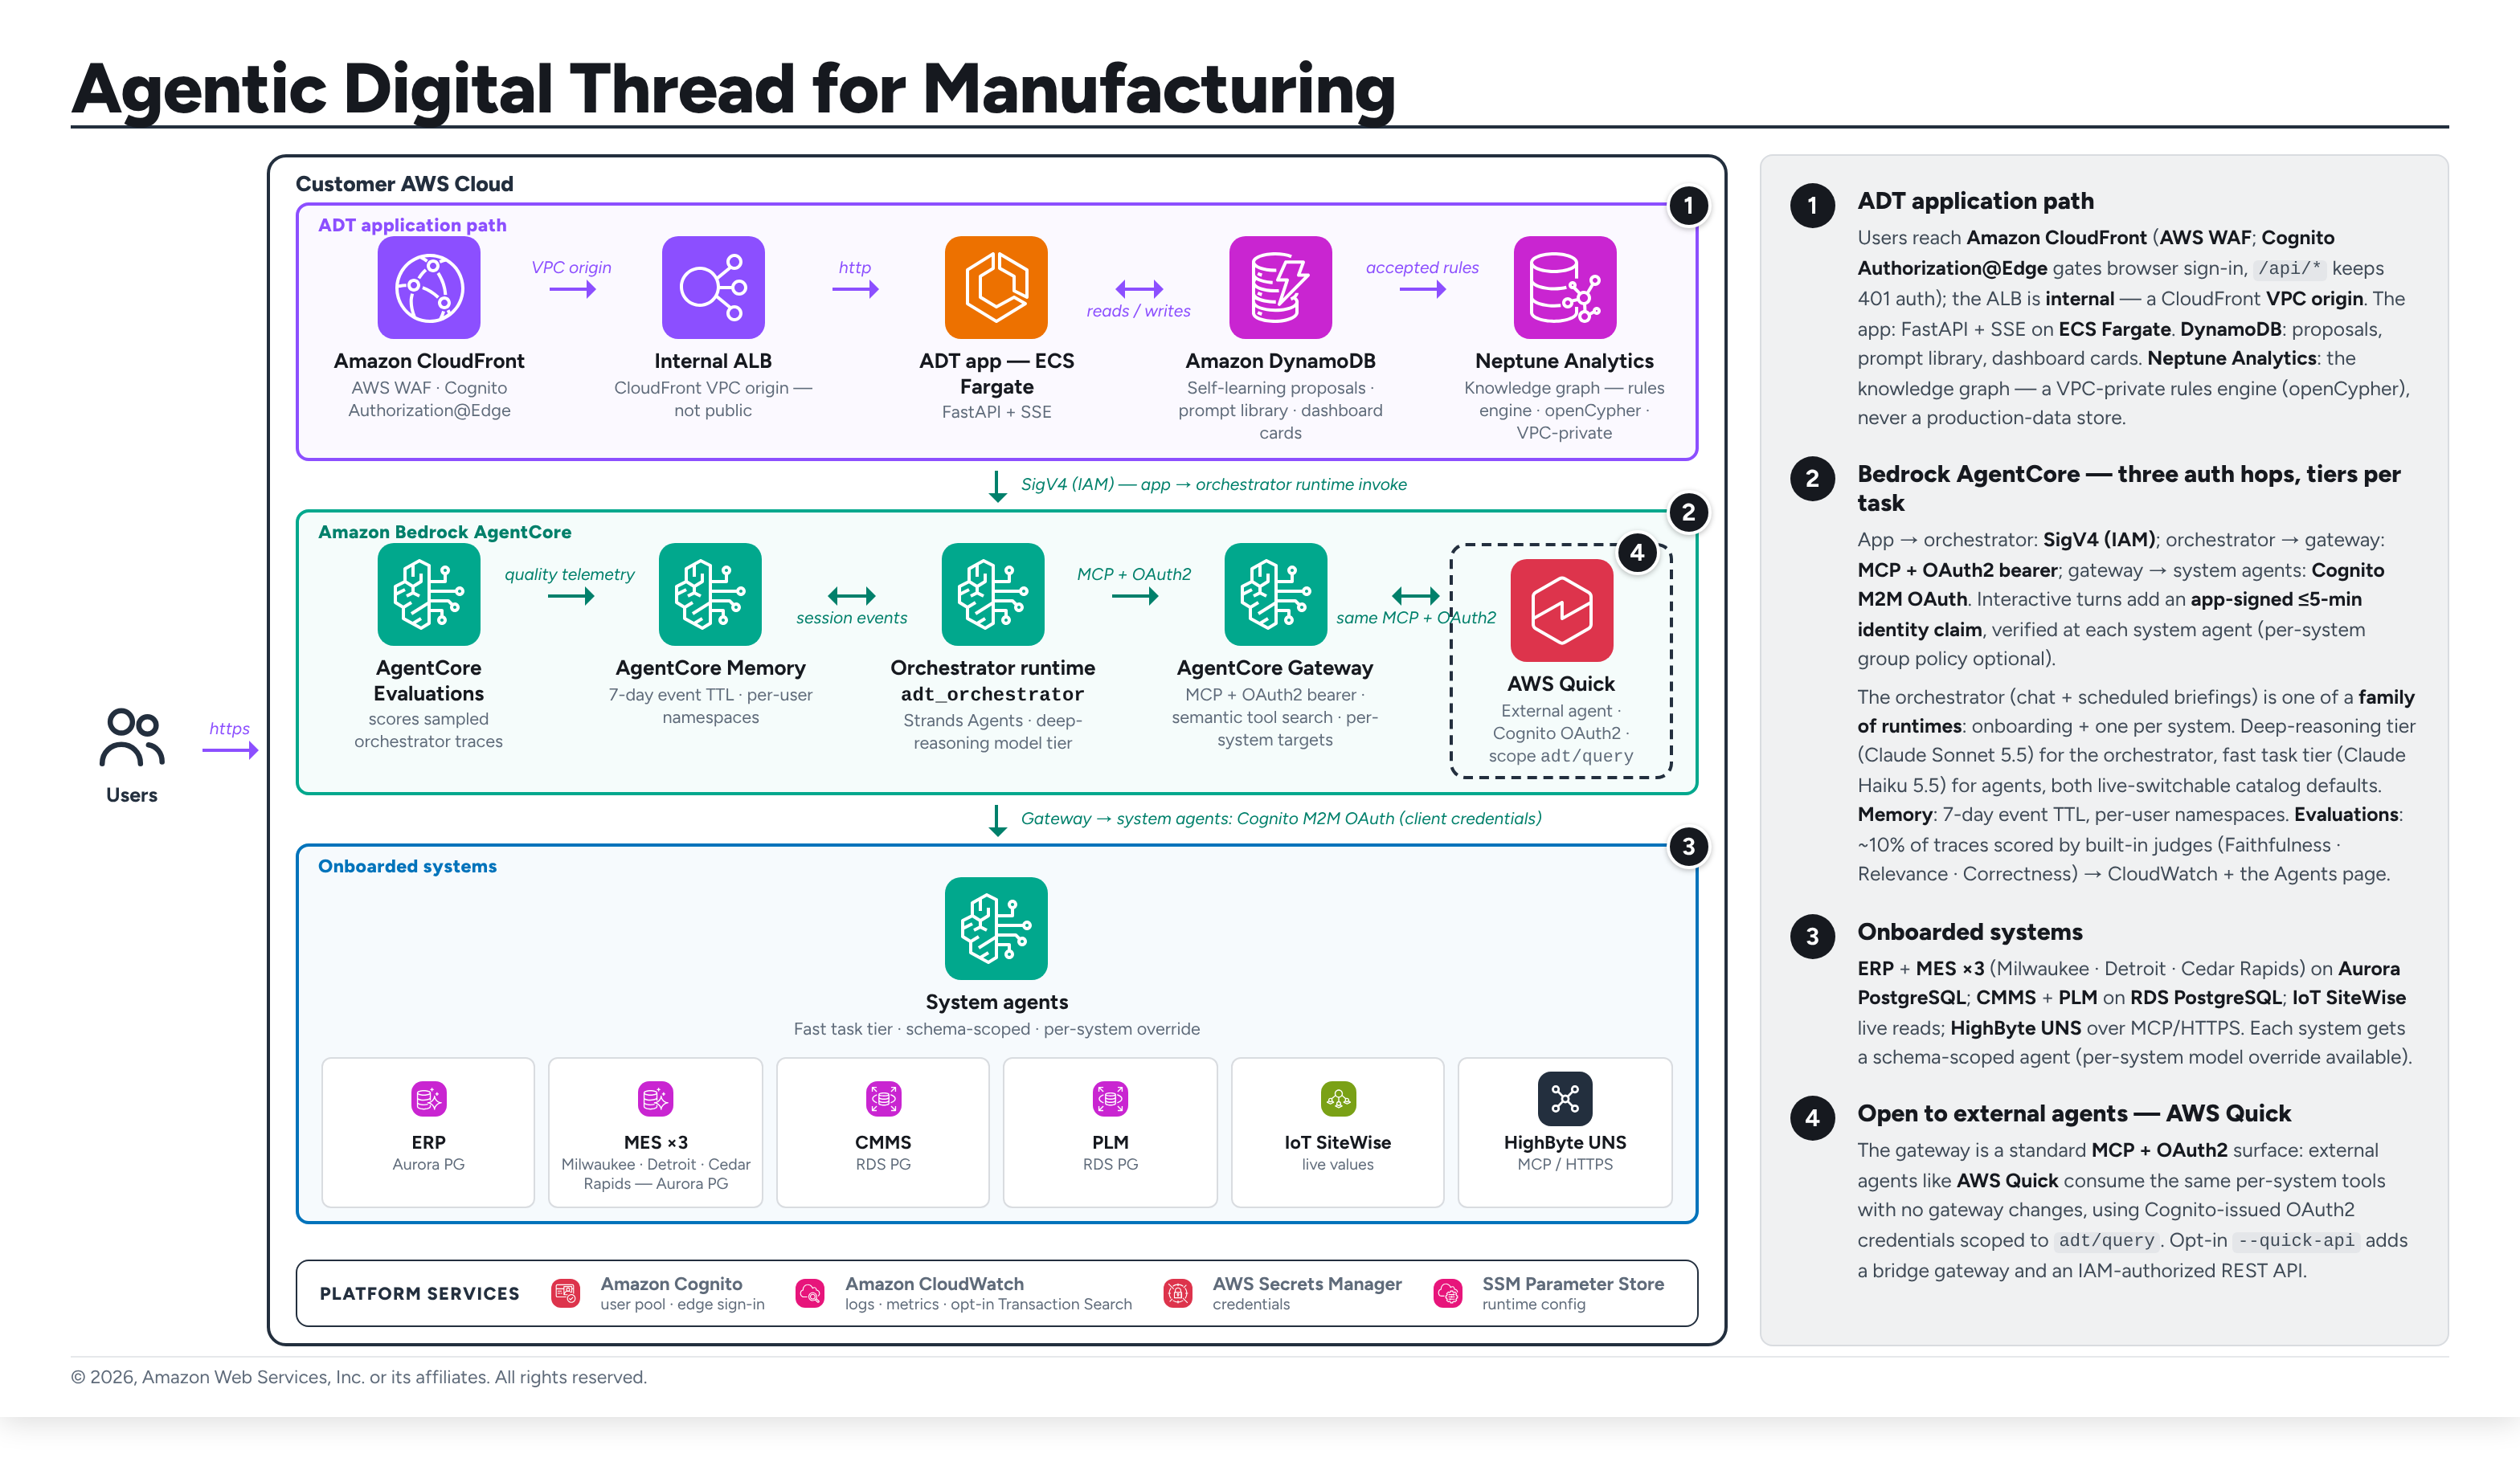 Agentic Digital Thread for Manufacturing
Customer AWS Cloud
1
ADT application path
VPC origin
http
reads / writes
accepted rules
Amazon CloudFront
AWS WAF · Cognito
Authorization@Edge
Internal ALB
CloudFront VPC origin —
not public
ADT app — ECS
Fargate
FastAPI + SSE
Amazon DynamoDB
Self-learning proposals ·
prompt library · dashboard
cards
Neptune Analytics
Knowledge graph — rules
engine · openCypher ·
VPC-private
SigV4 (IAM) — app → orchestrator runtime invoke
2
Amazon Bedrock AgentCore
quality telemetry
session events
MCP + OAuth2
same MCP + OAuth2
4
AgentCore
Evaluations
scores sampled
orchestrator traces
AgentCore Memory
7-day event TTL · per-user
namespaces
Orchestrator runtime
adt_orchestrator
Strands Agents · deep-
reasoning model tier
AgentCore Gateway
MCP + OAuth2 bearer ·
semantic tool search · per-
system targets
AWS Quick
External agent ·
Cognito OAuth2 ·
scope adt/query
https
Users
Gateway → system agents: Cognito M2M OAuth (client credentials)
3
Onboarded systems
System agents
Fast task tier · schema-scoped · per-system override
ERP
Aurora PG
MES ×3
Milwaukee · Detroit · Cedar
Rapids — Aurora PG
CMMS
RDS PG
PLM
RDS PG
IoT SiteWise
live values
HighByte UNS
MCP / HTTPS
PLATFORM SERVICES
Amazon Cognito
user pool · edge sign-in
Amazon CloudWatch
logs · metrics · opt-in Transaction Search
AWS Secrets Manager
credentials
SSM Parameter Store
runtime config
1
ADT application path
Users reach Amazon CloudFront (AWS WAF; Cognito
Authorization@Edge gates browser sign-in, /api/* keeps
401 auth); the ALB is internal — a CloudFront VPC origin. The
app: FastAPI + SSE on ECS Fargate. DynamoDB: proposals,
prompt library, dashboard cards. Neptune Analytics: the
knowledge graph — a VPC-private rules engine (openCypher),
never a production-data store.
2
Bedrock AgentCore — three auth hops, tiers per
task
App → orchestrator: SigV4 (IAM); orchestrator → gateway:
MCP + OAuth2 bearer; gateway → system agents: Cognito
M2M OAuth. Interactive turns add an app-signed ≤5-min
identity claim, verified at each system agent (per-system
group policy optional).
The orchestrator (chat + scheduled briefings) is one of a family
of runtimes: onboarding + one per system. Deep-reasoning tier
(Claude Sonnet 5.5) for the orchestrator, fast task tier (Claude
Haiku 5.5) for agents, both live-switchable catalog defaults.
Memory: 7-day event TTL, per-user namespaces. Evaluations:
~10% of traces scored by built-in judges (Faithfulness ·
Relevance · Correctness) → CloudWatch + the Agents page.
3
Onboarded systems
ERP + MES ×3 (Milwaukee · Detroit · Cedar Rapids) on Aurora
PostgreSQL; CMMS + PLM on RDS PostgreSQL; IoT SiteWise
live reads; HighByte UNS over MCP/HTTPS. Each system gets
a schema-scoped agent (per-system model override available).
4
Open to external agents — AWS Quick
The gateway is a standard MCP + OAuth2 surface: external
agents like AWS Quick consume the same per-system tools
with no gateway changes, using Cognito-issued OAuth2
credentials scoped to adt/query. Opt-in --quick-api adds
a bridge gateway and an IAM-authorized REST API.
© 2026, Amazon Web Services, Inc. or its affiliates. All rights reserved.